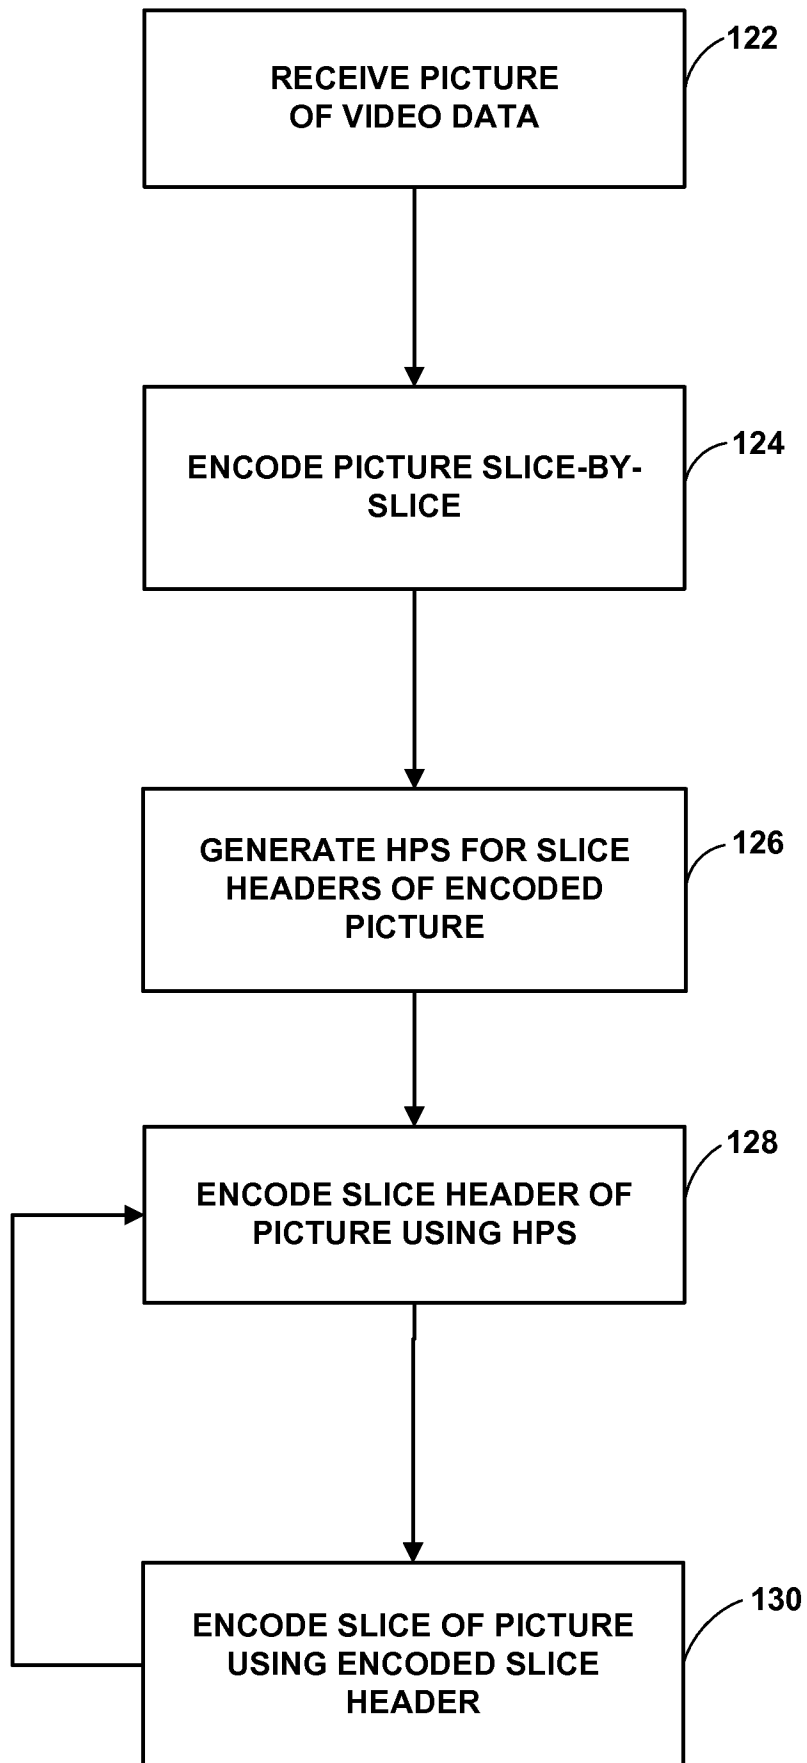 122
RECEIVE PICTURE
OF VIDEO DATA
124
ENCODE PICTURE SLICE-BY-
SLICE
126
GENERATE HPS FOR SLICE
HEADERS OF ENCODED
PICTURE
128
ENCODE SLICE HEADER OF
PICTURE USING HPS
130
ENCODE SLICE OF PICTURE
USING ENCODED SLICE
HEADER